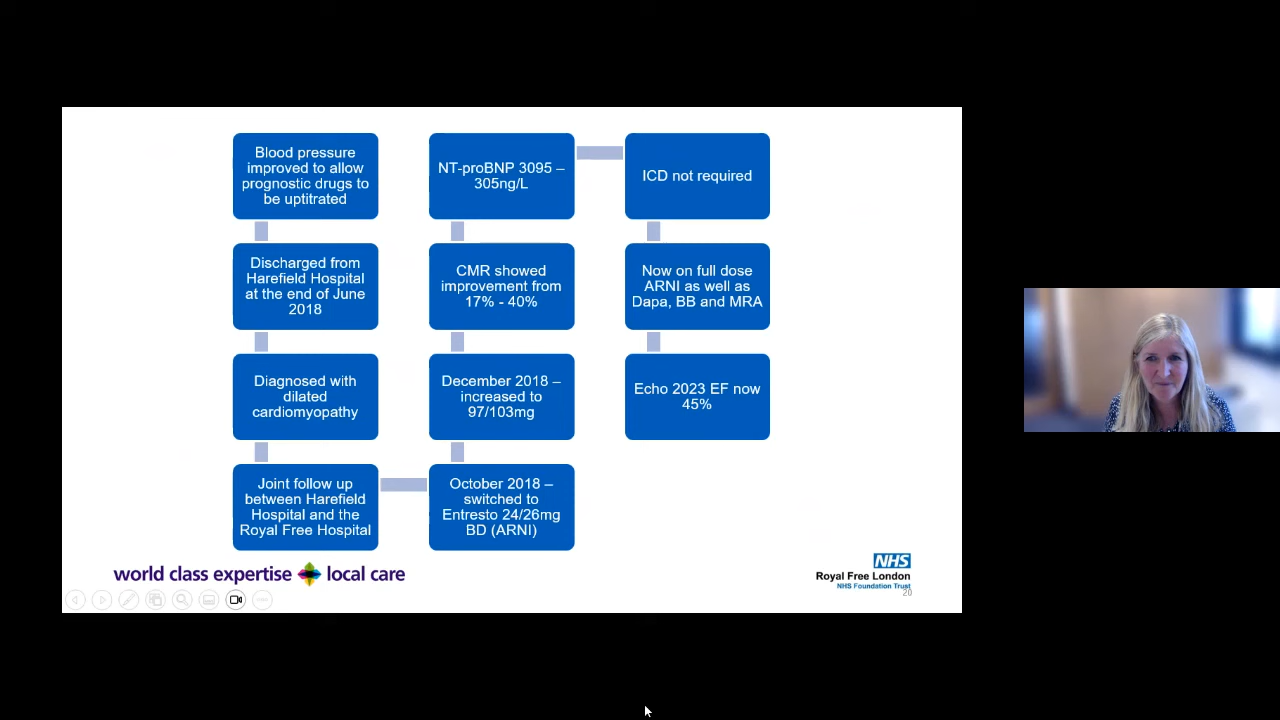 Blood pressure
improved to allow
prognostic drugs to
be uptitrated
Discharged from
Harefield Hospital
at the end of June
2018
Diagnosed with
dilated
cardiomyopathy
Joint follow up
between Harefield
Hospital and the
Royal Free Hospital
October 2018 –
switched to
Entresto 24/26mg
BD (ARNI)
December 2018 –
increased to
97/103mg
CMR showed
improvement from
17% - 40%
NT-proBNP 3095 –
305ng/L
ICD not required
Now on full dose
ARNI as well as
Dapa, BB and MRA
Echo 2023 EF now
45%
world class expertise local care
NHS
Royal Free London
NHS Foundation Trust
20